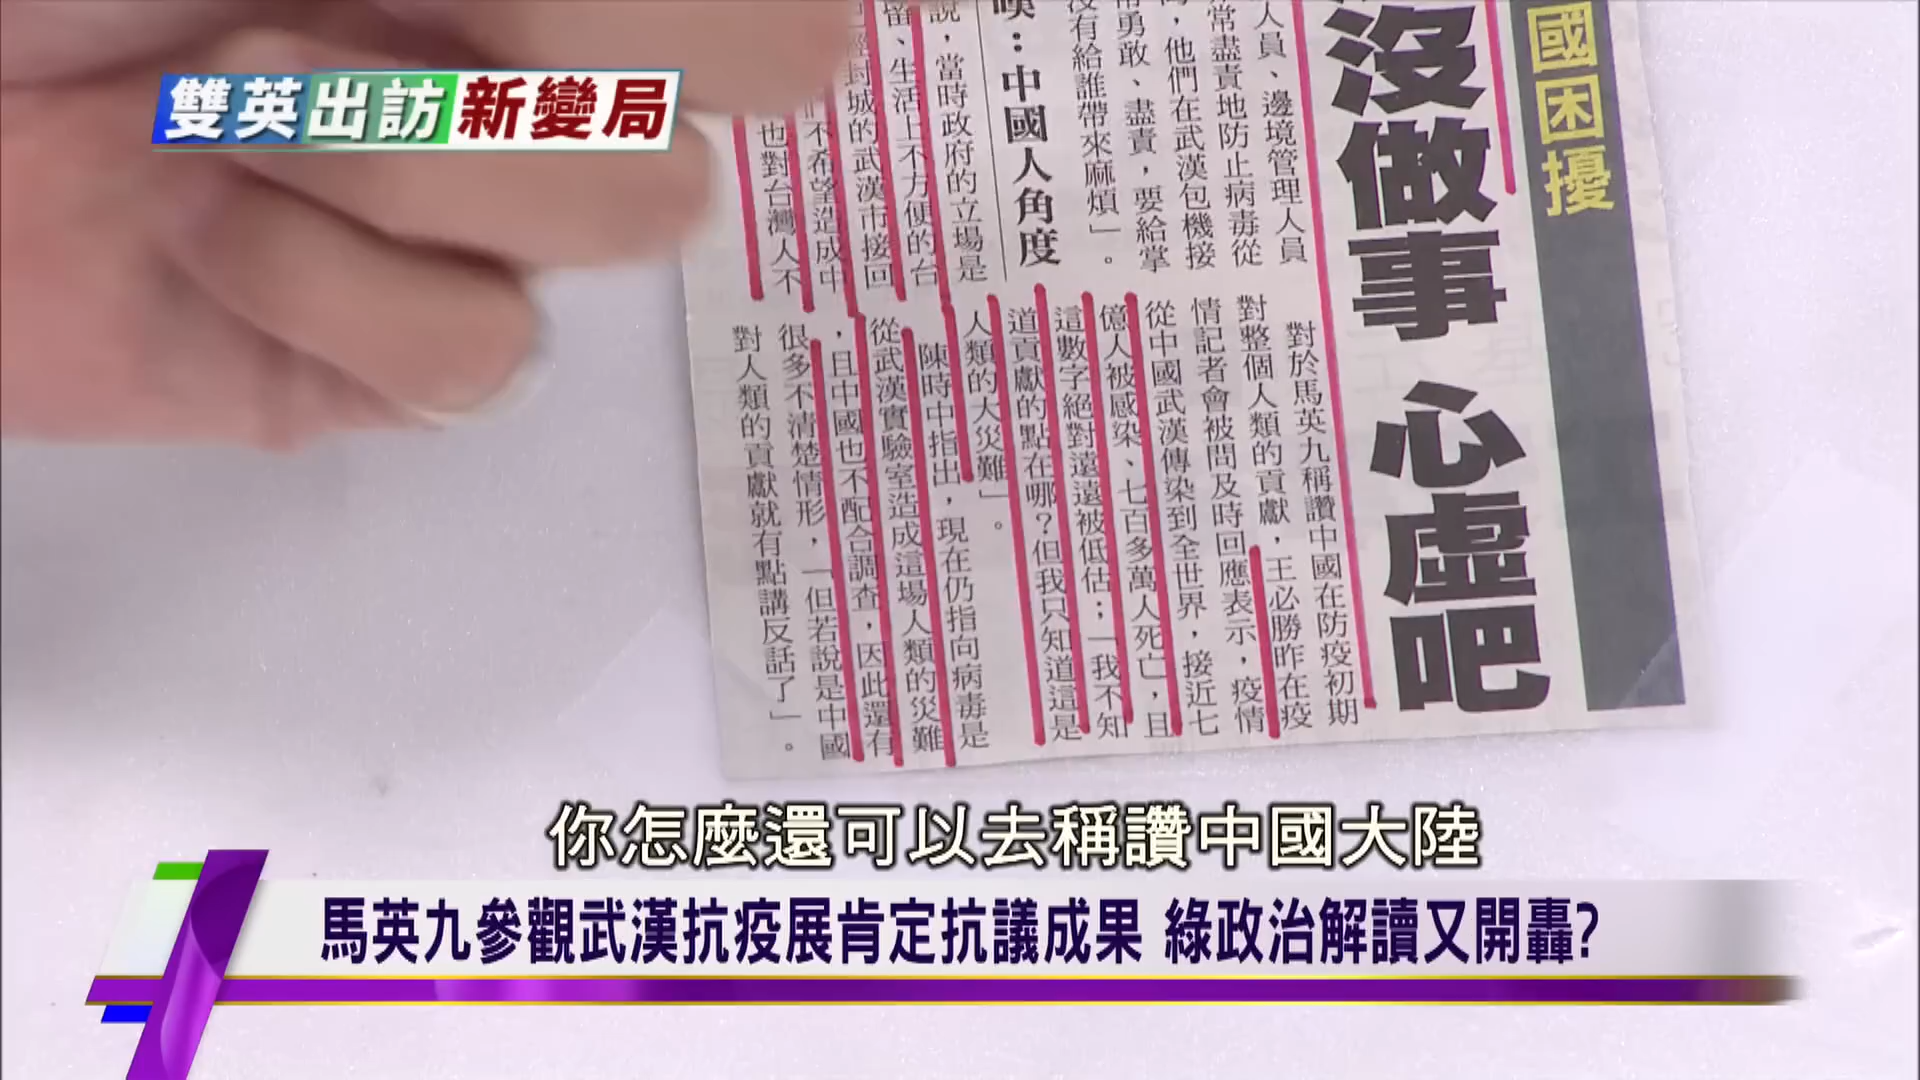 雙英出訪新變局
國困擾
沒做事 心虛吧
人員、邊境管理人員
常盡責地防止病毒從
，他們在武漢包機接
常勇敢、盡責，要給掌
沒有給誰帶來麻煩」。
：中國人角度
說，當時政府的立場是
留、生活上不方便的台
封城的武漢市接回
不希望造成中
也對台灣人不
對於馬英九稱讚中國在防疫初期
對整個人類的貢獻，王必勝昨在疫
情記者會被問及時回應表示，疫情
從中國武漢傳染到全世界，接近七
億人被感染、七百多萬人死亡，且
這數字絕對遠遠被低估；「我不知
道貢獻的點在哪？但我只知道這是
人類的大災難」。
陳時中指出，現在仍指向病毒是
從武漢實驗室造成這場人類的災難
，且中國也不配合調查，因此還有
很多不清楚情形，「但若說是中國
對人類的貢獻就有點講反話了」。
你怎麼還可以去稱讚中國大陸
馬英九參觀武漢抗疫展肯定抗議成果 綠政治解讀又開轟?